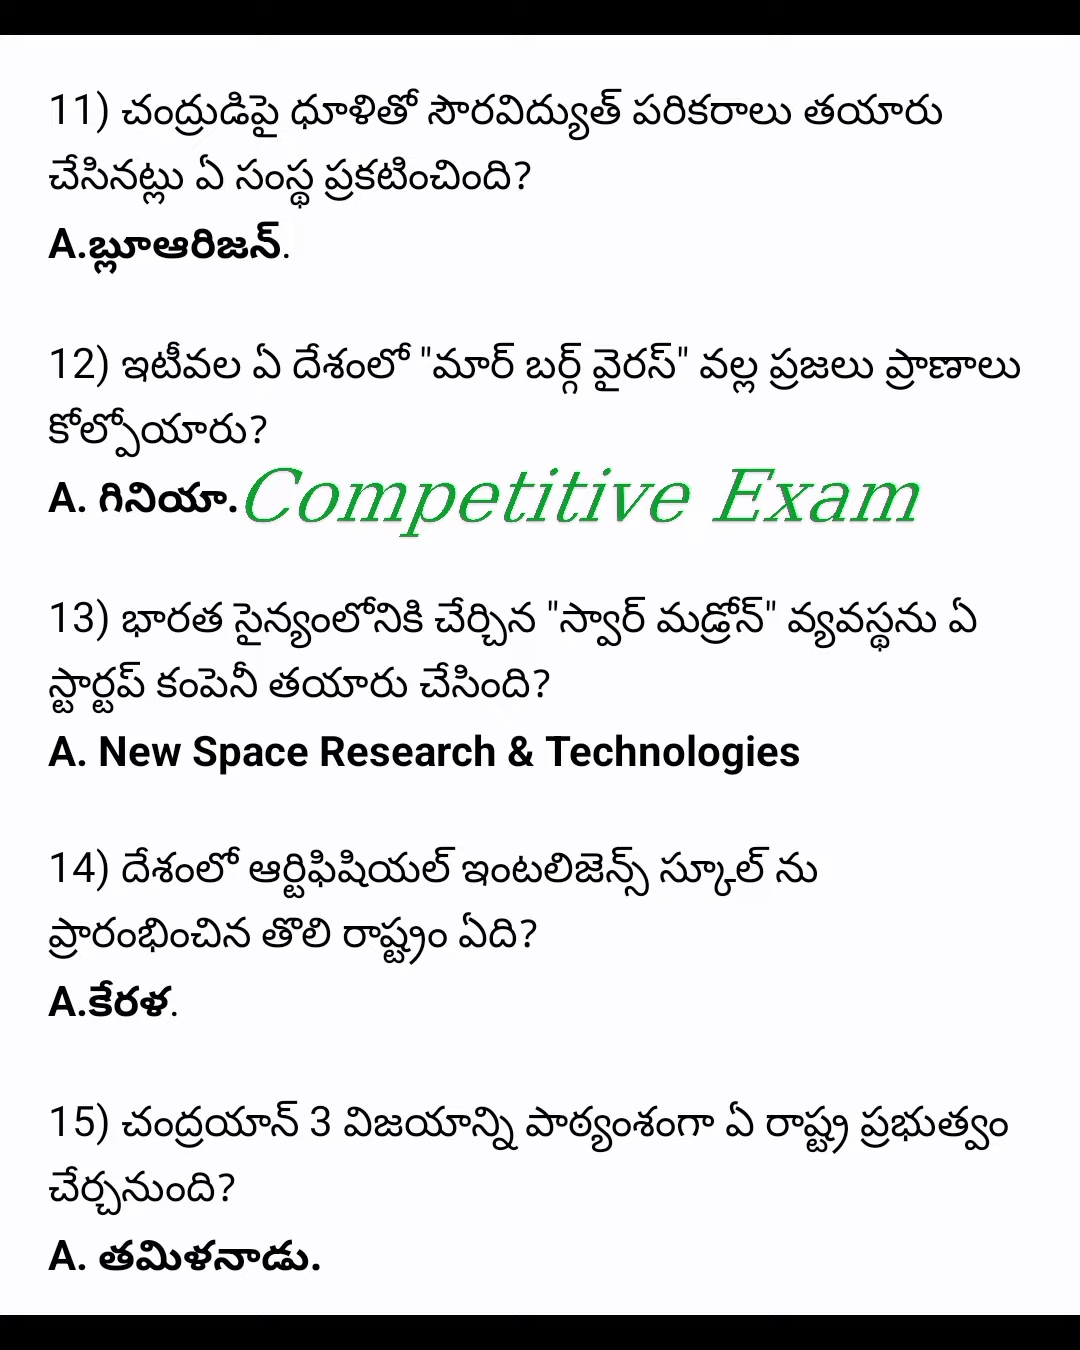 11) చంద్రుడిపై ధూళితో సౌరవిద్యుత్ పరికరాలు తయారు
చేసినట్లు ఏ సంస్థ ప్రకటించింది?
A.బ్లూఆరిజన్.
12) ఇటీవల ఏ దేశంలో "మార్ బర్గ్ వైరస్" వల్ల ప్రజలు ప్రాణాలు
కోల్పోయారు?
A. గినియా.
Competitive Exam
13) భారత సైన్యంలోనికి చేర్చిన "స్వార్ మడ్రోన్" వ్యవస్థను ఏ
స్టార్టప్ కంపెనీ తయారు చేసింది?
A. New Space Research & Technologies
14) దేశంలో ఆర్టిఫిషియల్ ఇంటలిజెన్స్ స్కూల్ ను
ప్రారంభించిన తొలి రాష్ట్రం ఏది?
A.కేరళ.
15) చంద్రయాన్ 3 విజయాన్ని పాఠ్యంశంగా ఏ రాష్ట్ర ప్రభుత్వం
చేర్చనుంది?
A. తమిళనాడు.